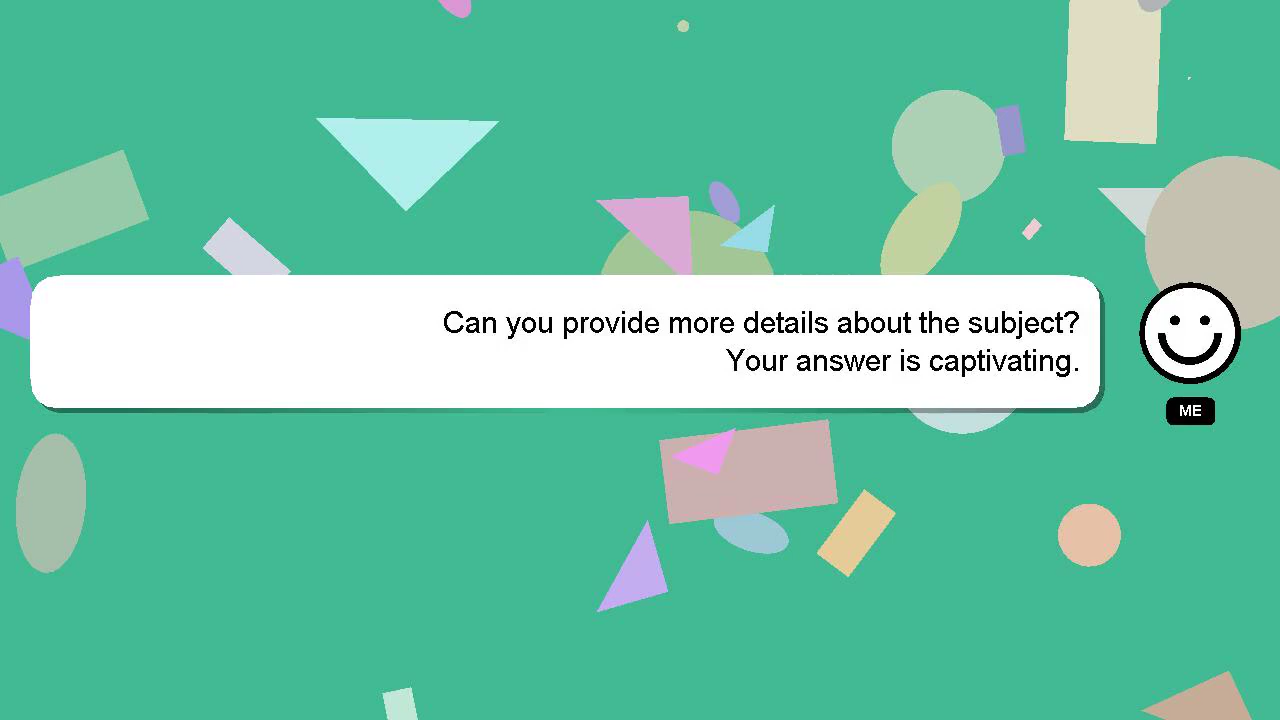 Can you provide more details about the subject?
Your answer is captivating.
ME